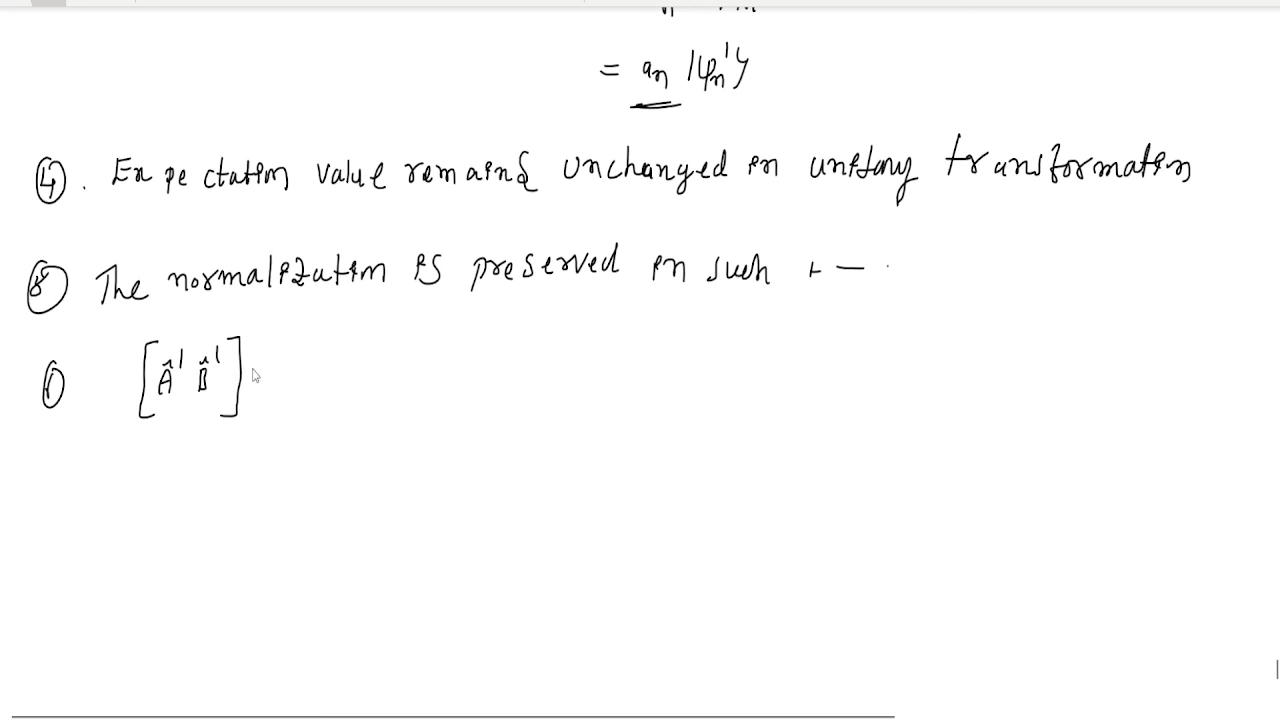 = aₙ |ψₙ'⟩
④. Expectation value remains unchanged in unitary transformation
⑤ The normalization is preserved in such t —
⑥ [Â' B̂']